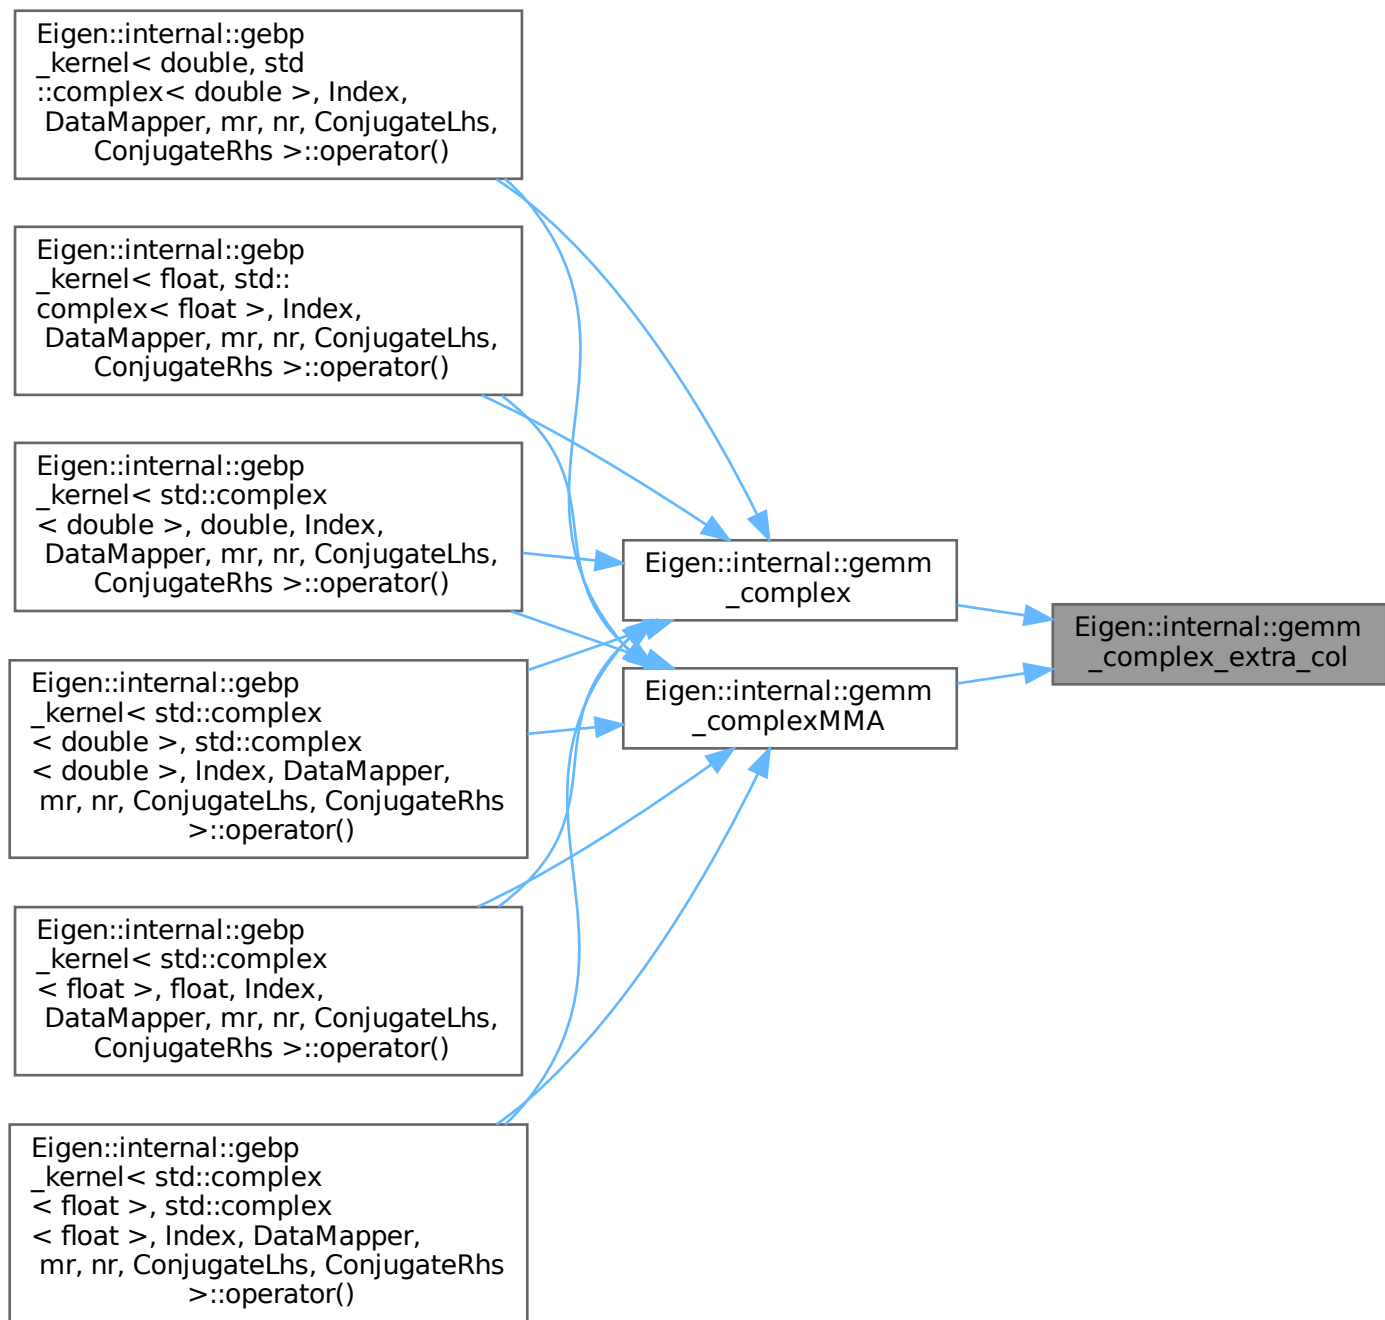 Eigen::internal::gebp
_kernel< double, std
::complex< double >, Index,
DataMapper, mr, nr, ConjugateLhs,
ConjugateRhs >::operator()
Eigen::internal::gebp
_kernel< float, std::
complex< float >, Index,
DataMapper, mr, nr, ConjugateLhs,
ConjugateRhs >::operator()
Eigen::internal::gebp
_kernel< std::complex
< double >, double, Index,
DataMapper, mr, nr, ConjugateLhs,
ConjugateRhs >::operator()
Eigen::internal::gebp
_kernel< std::complex
< double >, std::complex
< double >, Index, DataMapper,
mr, nr, ConjugateLhs, ConjugateRhs
>::operator()
Eigen::internal::gebp
_kernel< std::complex
< float >, float, Index,
DataMapper, mr, nr, ConjugateLhs,
ConjugateRhs >::operator()
Eigen::internal::gebp
_kernel< std::complex
< float >, std::complex
< float >, Index, DataMapper,
mr, nr, ConjugateLhs, ConjugateRhs
>::operator()
Eigen::internal::gemm
_complex
Eigen::internal::gemm
_complexMMA
Eigen::internal::gemm
_complex_extra_col